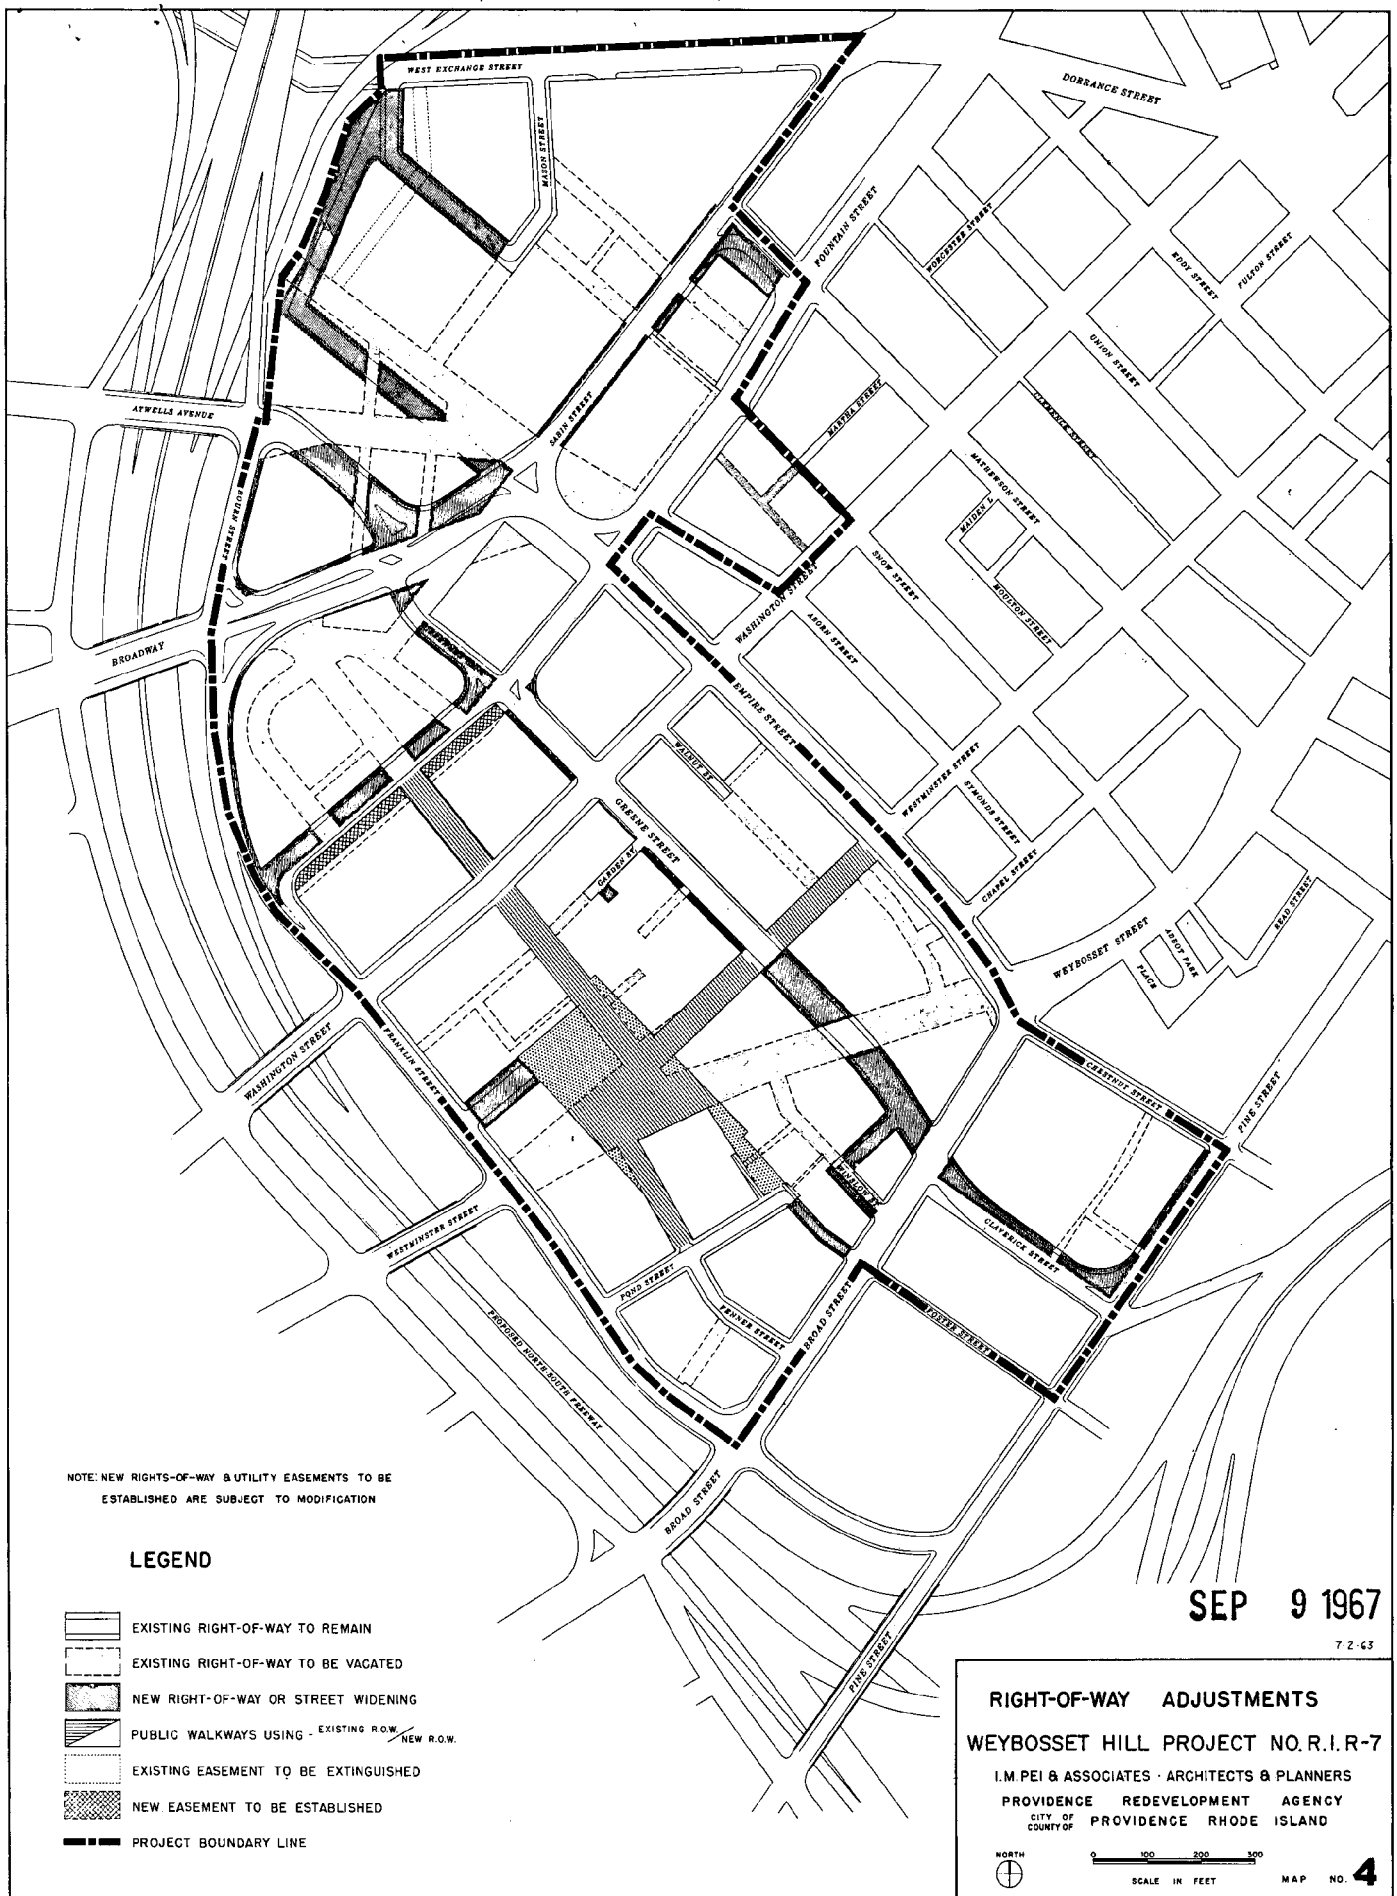 WEST EXCHANGE STREET
DORRANCE STREET
MASON STREET
FOUNTAIN STREET
WORCESTER STREET
EDDY STREET
FULTON STREET
UNION STREET
ATWELLS AVENUE
SABIN STREET
MARTHA STREET
CLEMENCE STREET
MATHEWSON STREET
MAIDEN L.
BOURN STREET
SNOW STREET
MOULTON STREET
WASHINGTON STREET
ABORN STREET
BROADWAY
EMPIRE STREET
WALNUT ST
WESTMINSTER STREET
SYMONDS STREET
GREENE STREET
GARDEN ST.
CHAPEL STREET
READ STREET
WEYBOSSET STREET
ABBOT PARK
PLACE
WASHINGTON STREET
FRANKLIN STREET
CHESTNUT STREET
PINE STREET
WINSLOW ST
WESTMINSTER STREET
CLAVERICK STREET
POND STREET
FENNER STREET
BROAD STREET
FOSTER STREET
PROPOSED NORTH-SOUTH FREEWAY
BROAD STREET
PINE STREET
NOTE: NEW RIGHTS-OF-WAY & UTILITY EASEMENTS TO BE
ESTABLISHED ARE SUBJECT TO MODIFICATION
LEGEND
EXISTING RIGHT-OF-WAY TO REMAIN
EXISTING RIGHT-OF-WAY TO BE VACATED
NEW RIGHT-OF-WAY OR STREET WIDENING
PUBLIC WALKWAYS USING - EXISTING R.O.W. / NEW R.O.W.
EXISTING EASEMENT TO BE EXTINGUISHED
NEW EASEMENT TO BE ESTABLISHED
PROJECT BOUNDARY LINE
SEP 9 1967
7-2-63
RIGHT-OF-WAY ADJUSTMENTS
WEYBOSSET HILL PROJECT NO. R.I. R-7
I.M. PEI & ASSOCIATES · ARCHITECTS & PLANNERS
PROVIDENCE REDEVELOPMENT AGENCY
CITY OF
COUNTY OF PROVIDENCE RHODE ISLAND
NORTH
0 100 200 300
SCALE IN FEET
MAP NO. 4